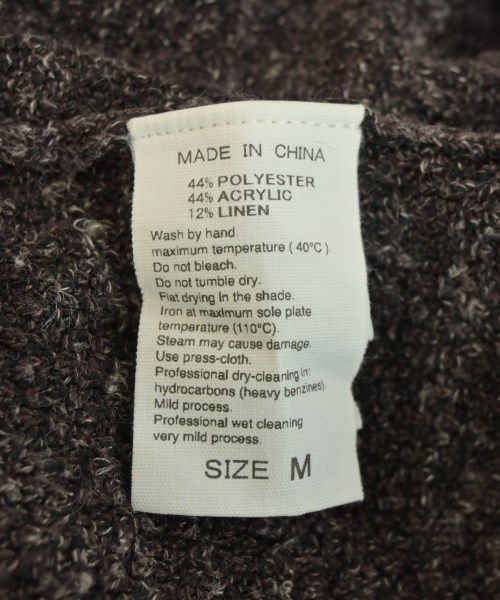 MADE IN CHINA
44% POLYESTER
44% ACRYLIC
12% LINEN
Wash by hand.
maximum temperature ( 40°C ).
Do not bleach.
Do not tumble dry.
Flat drying in the shade.
Iron at maximum sole plate
temperature (110°C).
Steam may cause damage.
Use press-cloth.
Professional dry-cleaning in:
hydrocarbons (heavy benzines).
Mild process.
Professional wet cleaning
very mild process.
SIZE M